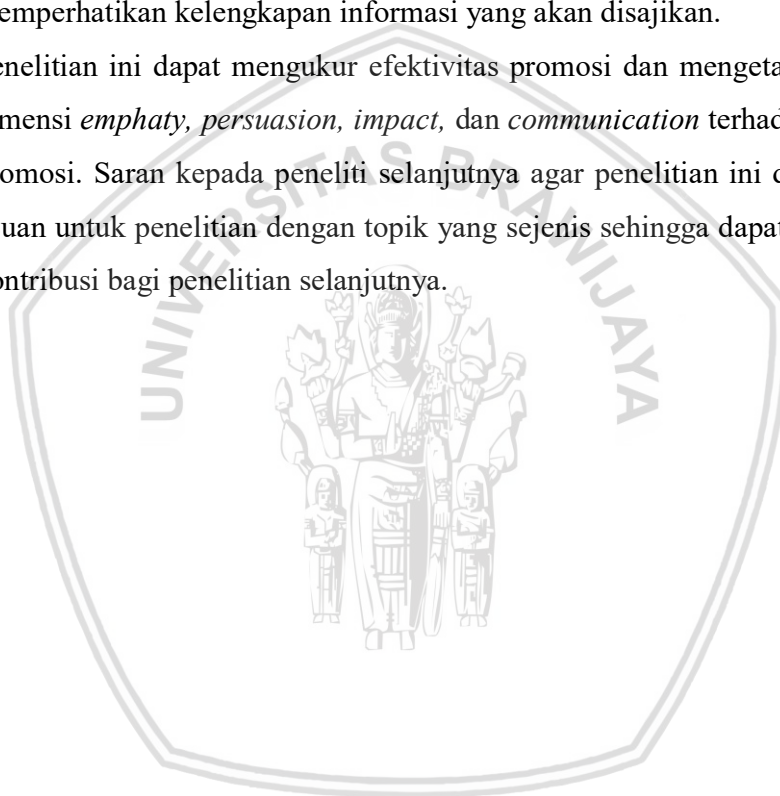 emperhatikan kelengkapan informasi yang akan disajikan.
enelitian ini dapat mengukur efektivitas promosi dan mengeta
mensi emphaty, persuasion, impact, dan communication terhad
omosi. Saran kepada peneliti selanjutnya agar penelitian ini d
uan untuk penelitian dengan topik yang sejenis sehingga dapat
ontribusi bagi penelitian selanjutnya.
UNIVERSITAS BRAWIJAYA